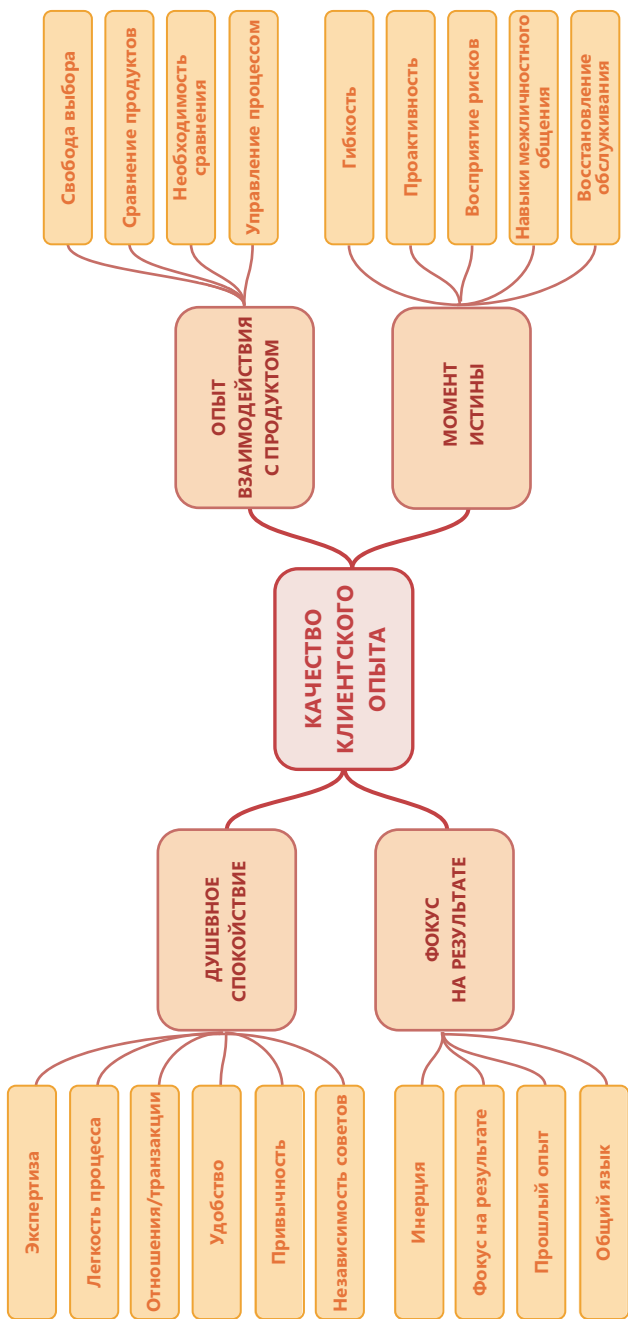 Экспертиза
Легкость процесса
Отношения/транзакции
Удобство
Привычность
Независимость советов
Инерция
Фокус на результате
Прошлый опыт
Общий язык
ДУШЕВНОЕ
СПОКОЙСТВИЕ
ФОКУС
НА РЕЗУЛЬТАТЕ
КАЧЕСТВО
КЛИЕНТСКОГО
ОПЫТА
ОПЫТ
ВЗАИМОДЕЙСТВИЯ
С ПРОДУКТОМ
МОМЕНТ
ИСТИНЫ
Свобода выбора
Сравнение продуктов
Необходимость
сравнения
Управление процессом
Гибкость
Проактивность
Восприятие рисков
Навыки межличностного
общения
Восстановление
обслуживания